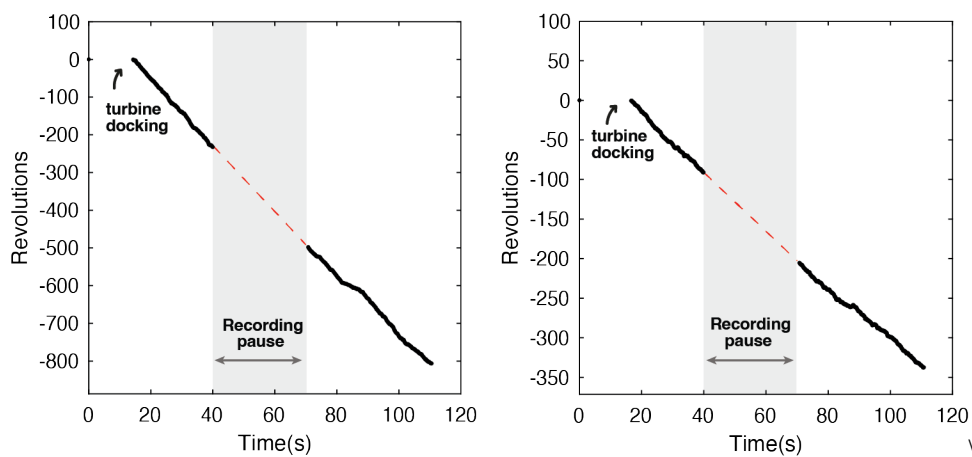 100
0
-100
-200
-300
-400
-500
-600
-700
-800
Revolutions
turbine
docking
Recording
pause
0 20 40 60 80 100 120
Time(s)
100
50
0
-50
-100
-150
-200
-250
-300
-350
Revolutions
turbine
docking
Recording
pause
0 20 40 60 80 100 120
Time(s)